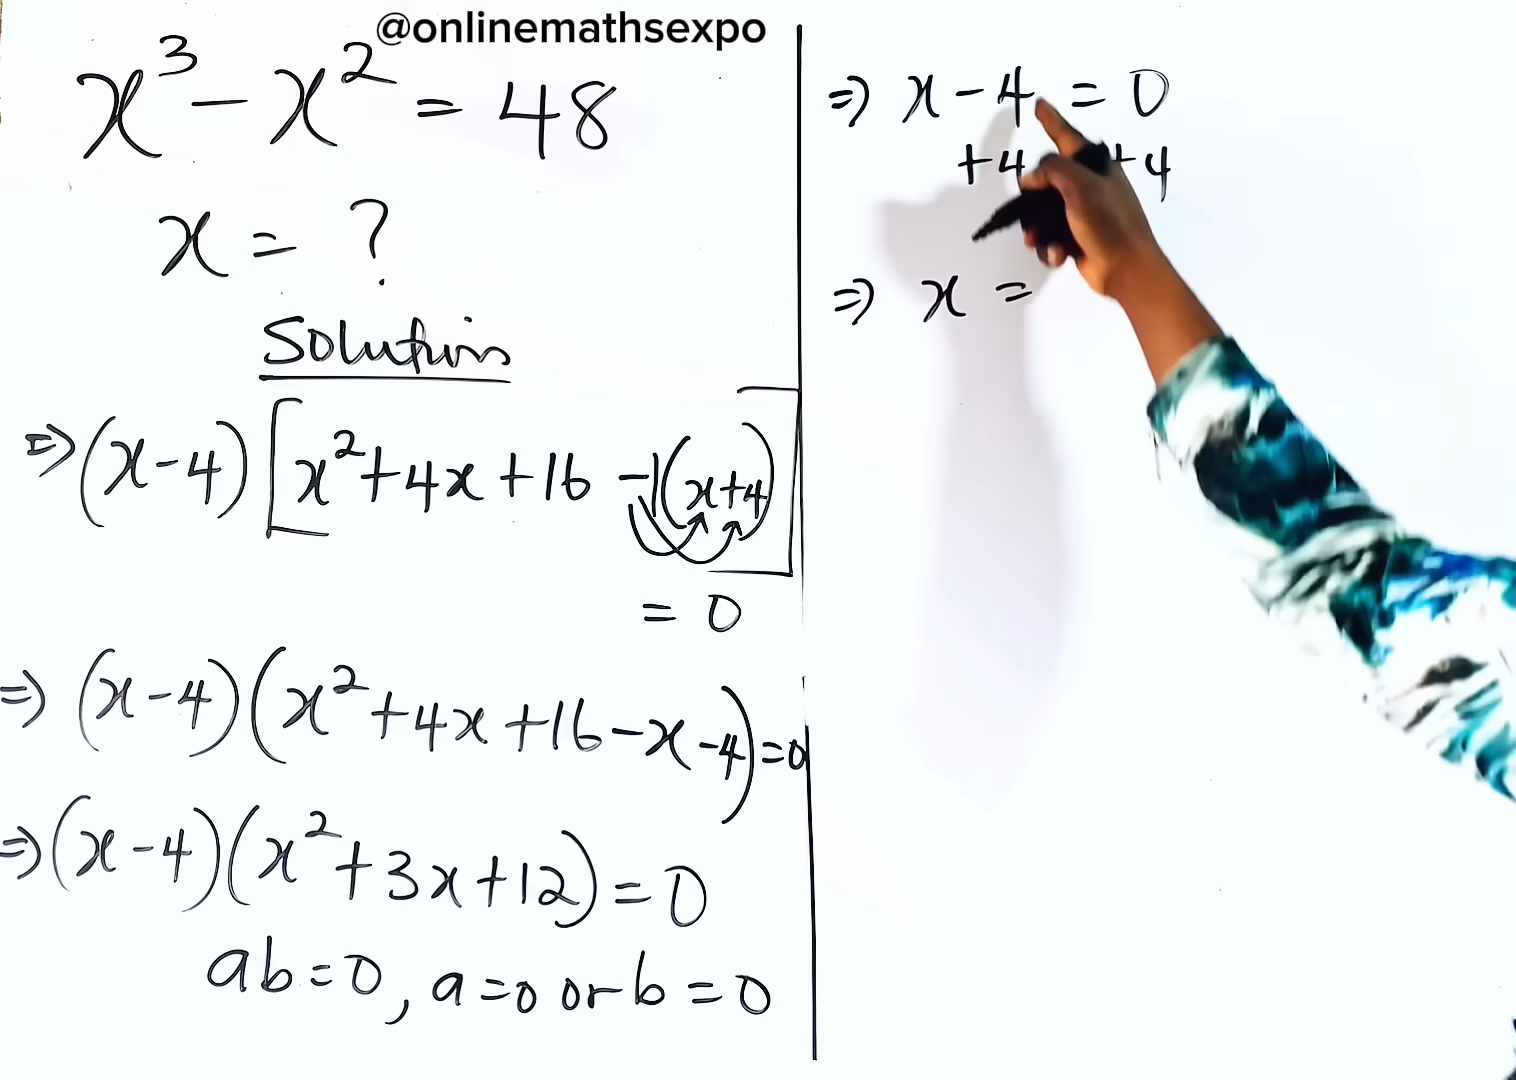 @onlinemathsexpo
x³ - x² = 48
x = ?
Solution
⇒ (x-4) [x² + 4x + 16 -1(x+4)]
= 0
⇒ (x-4)(x² + 4x + 16 - x - 4) = 0
⇒ (x-4)(x² + 3x + 12) = 0
ab = 0, a = 0 or b = 0
⇒ x - 4 = 0
+4 +4
⇒ x =